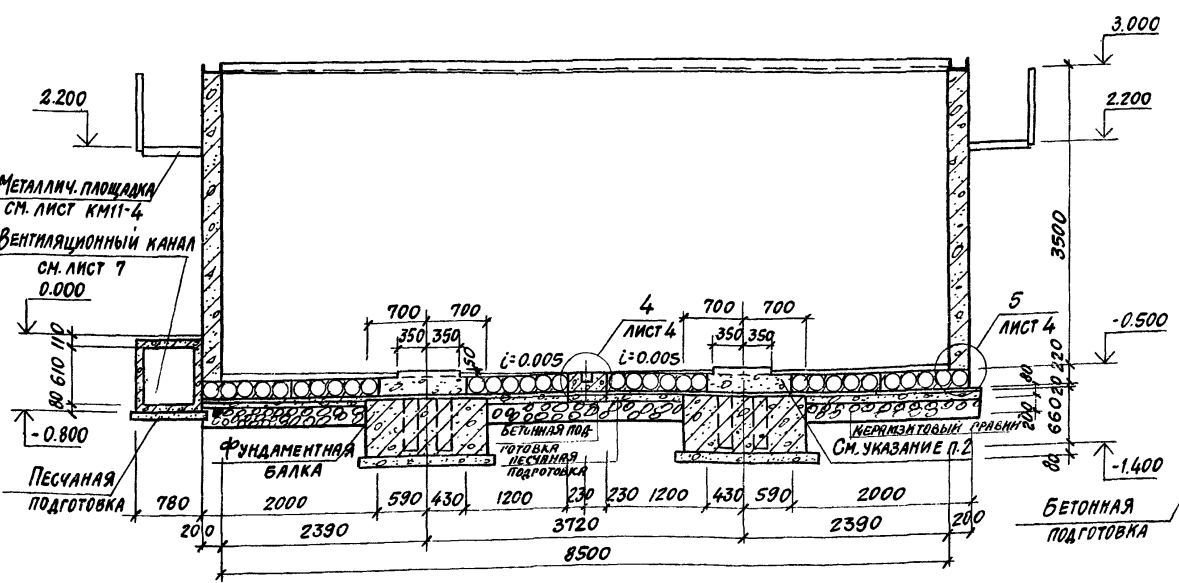 3.000
2.200
2.200
МЕТАЛЛИЧ. ПЛОЩАДКА
СМ. ЛИСТ КМ11-4
ВЕНТИЛЯЦИОННЫЙ КАНАЛ
СМ. ЛИСТ 7
0.000
3500
700 700
350 350
50
i=0.005
4
ЛИСТ 4
i=0.005
700 700
350 350
5
ЛИСТ 4
-0.500
110
610
80
220
80
20
200
660
80
-0.800
ФУНДАМЕНТНАЯ
БАЛКА
БЕТОННАЯ ПОД-
ГОТОВКА
ПЕСЧАНАЯ
ПОДГОТОВКА
КЕРАМЗИТОВЫЙ ГРАВИЙ
СМ. УКАЗАНИЕ П.2
-1.400
ПЕСЧАНАЯ
ПОДГОТОВКА
780 2000 590 430 1200 230 230 1200 430 590 2000
БЕТОННАЯ
ПОДГОТОВКА
200 2390 3720 2390 200
8500